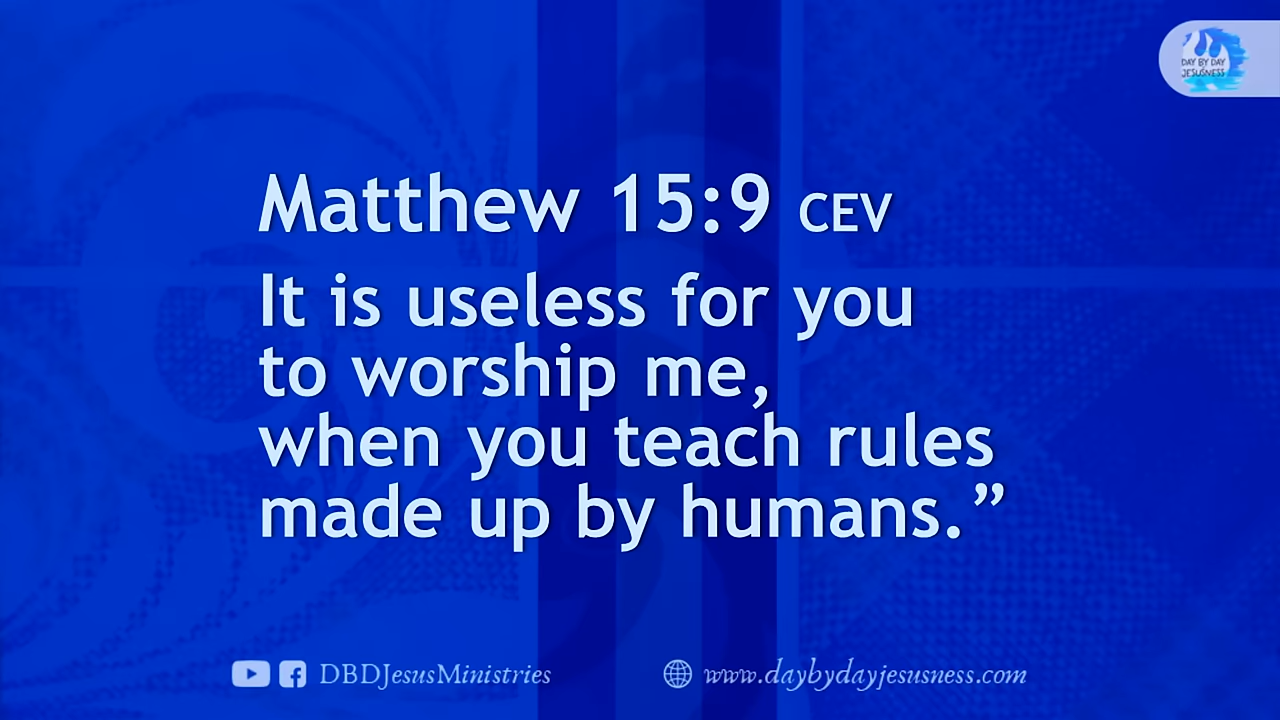 DAY BY DAY
JESUSNESS
Matthew 15:9 CEV
It is useless for you
to worship me,
when you teach rules
made up by humans.”
DBDJesusMinistries
www.daybydayjesusness.com